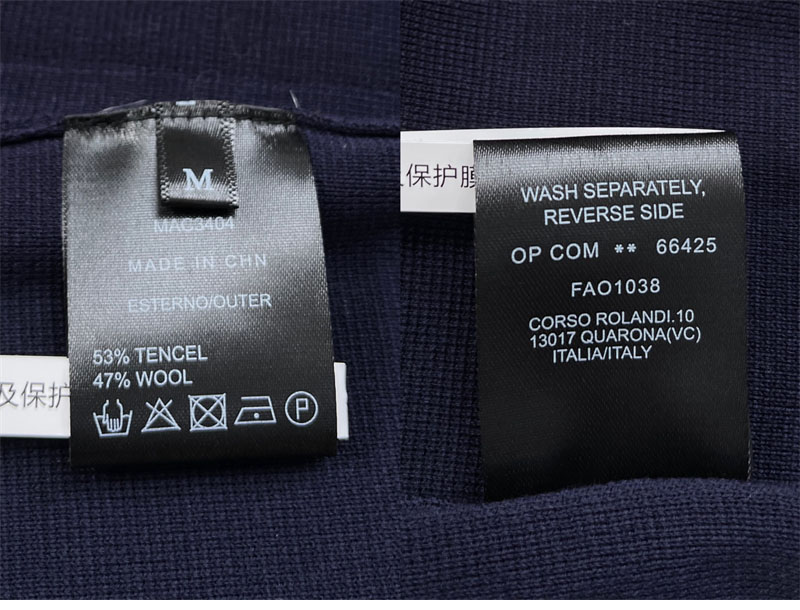 M
MAC3404
MADE IN CHN
ESTERNO/OUTER
53% TENCEL
47% WOOL
P
及保护
及保护膜
WASH SEPARATELY,
REVERSE SIDE
OP COM ** 66425
FAO1038
CORSO ROLANDI.10
13017 QUARONA(VC)
ITALIA/ITALY